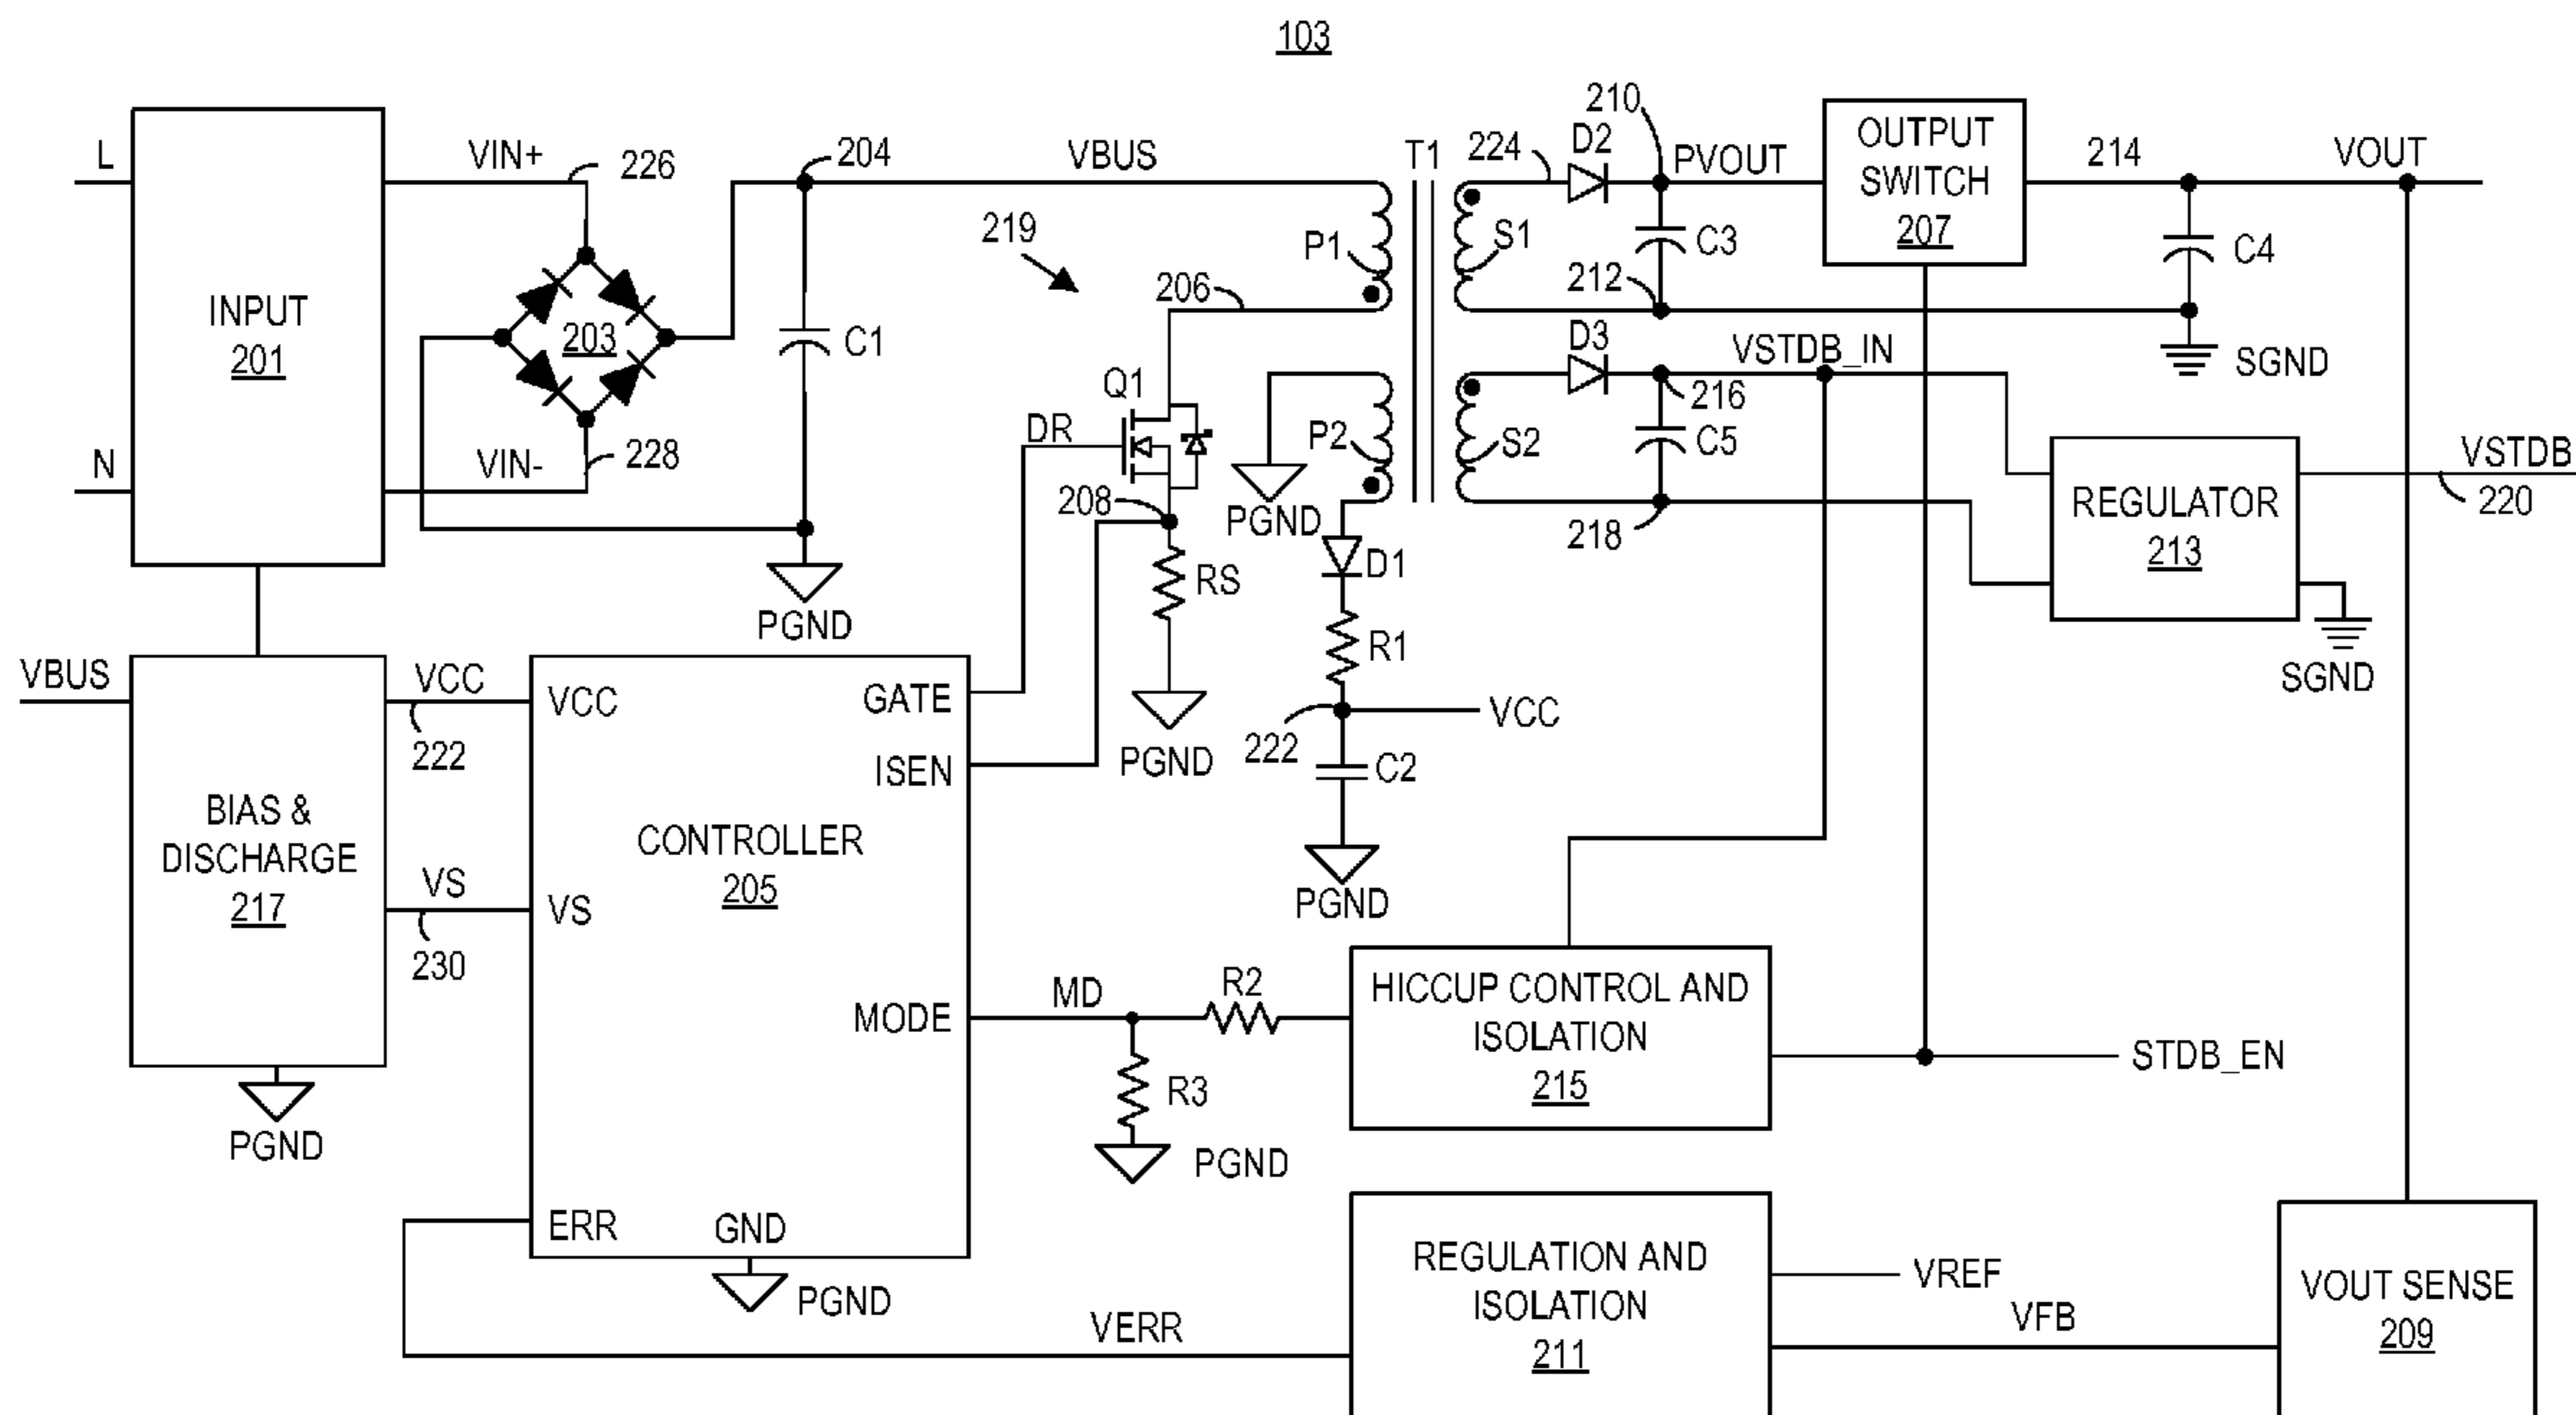 103
L
N
INPUT
201
VIN+
226
VIN-
228
203
204
VBUS
C1
PGND
219
206
P1
T1
S1
224
D2
210
PVOUT
C3
212
OUTPUT
SWITCH
207
214
VOUT
C4
SGND
Q1
DR
208
RS
PGND
P2
PGND
D1
R1
222
VCC
C2
PGND
S2
D3
VSTDB_IN
216
C5
218
REGULATOR
213
VSTDB
220
SGND
VBUS
BIAS &
DISCHARGE
217
PGND
VCC
222
VS
230
VCC
VS
CONTROLLER
205
GATE
ISEN
MODE
ERR
GND
PGND
MD
R2
R3
PGND
HICCUP CONTROL AND
ISOLATION
215
STDB_EN
REGULATION AND
ISOLATION
211
VREF
VFB
VERR
VOUT SENSE
209